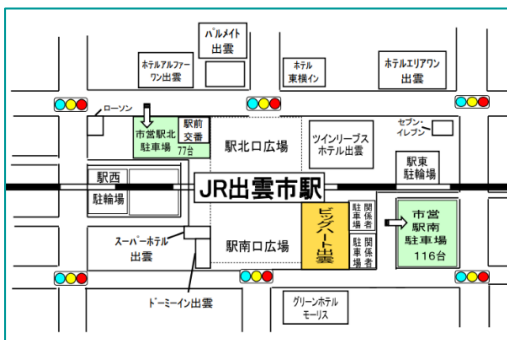 パルメイト
出雲
ホテルアルファー
ワン出雲
ホテル
東横イン
ホテルエリアワン
出雲
ローソン
市営駅北
駐車場
77台
駅前
交番
駅北口広場
ツインリーブス
ホテル出雲
セブン-
イレブン
駅東
駐輪場
駅西
駐輪場
JR出雲市駅
スーパーホテル
出雲
駅南口広場
ビッグハート出雲
関係者
駐車場
関係者
駐車場
市営
駅南
駐車場
116台
ドーミーイン出雲
グリーンホテル
モーリス